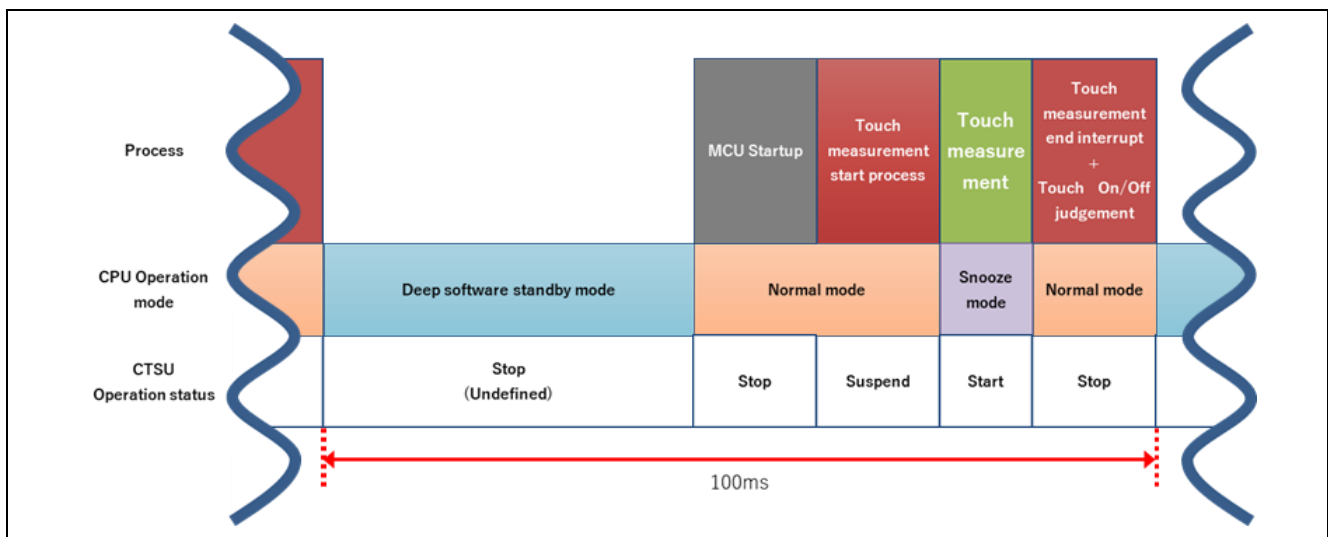 Process
MCU Startup
Touch
measurement
start process
Touch
measure
ment
Touch
measurement
end interrupt
+
Touch On/Off
judgement
CPU Operation
mode
Deep software standby mode
Normal mode
Snooze
mode
Normal mode
CTSU
Operation status
Stop
(Undefined)
Stop
Suspend
Start
Stop
100ms